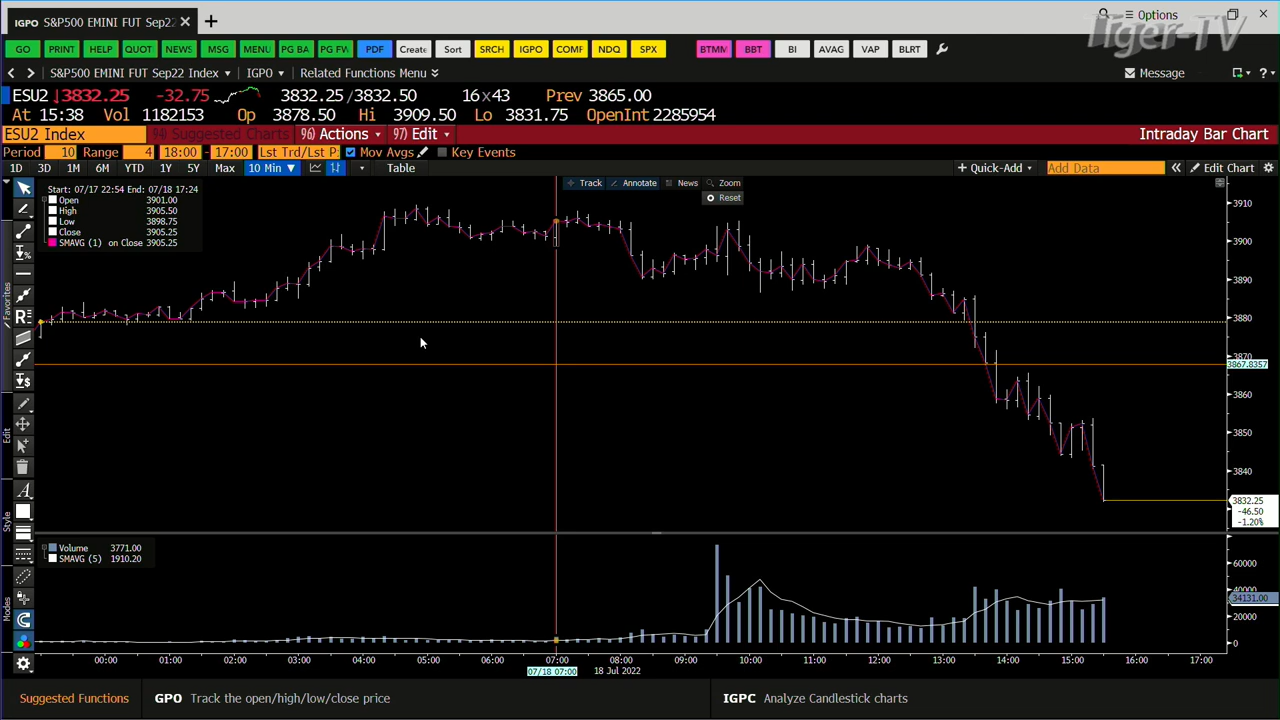 IGPO S&P500 EMINI FUT Sep22
Options
Tiger-TV
GO PRINT HELP QUOT NEWS MSG MENU PG BA PG FV PDF Create Sort SRCH IGPO COMF NDQ SPX BTMM BBT BI AVAG VAP BLRT
S&P500 EMINI FUT Sep22 Index IGPO Related Functions Menu Message ?
ESU2 3832.25 -32.75 3832.25/3832.50 16x43 Prev 3865.00
At 15:38 Vol 1182153 Op 3878.50 Hi 3909.50 Lo 3831.75 OpenInt 2285954
ESU2 Index 94) Suggested Charts 96) Actions 97) Edit Intraday Bar Chart
Period 10 Range 4 18:00 - 17:00 Lst Trd/Lst P Mov Avgs Key Events
1D 3D 1M 6M YTD 1Y 5Y Max 10 Min Table + Quick-Add Add Data Edit Chart
Track Annotate News Zoom
Reset
Start: 07/17 22:54 End: 07/18 17:24
Open 3901.00
High 3905.50
Low 3898.75
Close 3905.25
SMAVG (1) on Close 3905.25
3910
3900
3890
3880
3870
3867.8357
3860
3850
3840
3832.25
-46.50
-1.20%
Favorites
Edit
Style
Modes
Volume 3771.00
SMAVG (5) 1910.20
60000
40000
34131.00
20000
0
00:00 01:00 02:00 03:00 04:00 05:00 06:00 07:00 08:00 09:00 10:00 11:00 12:00 13:00 14:00 15:00 16:00 17:00
07/18 07:00 18 Jul 2022
Suggested Functions GPO Track the open/high/low/close price IGPC Analyze Candlestick charts